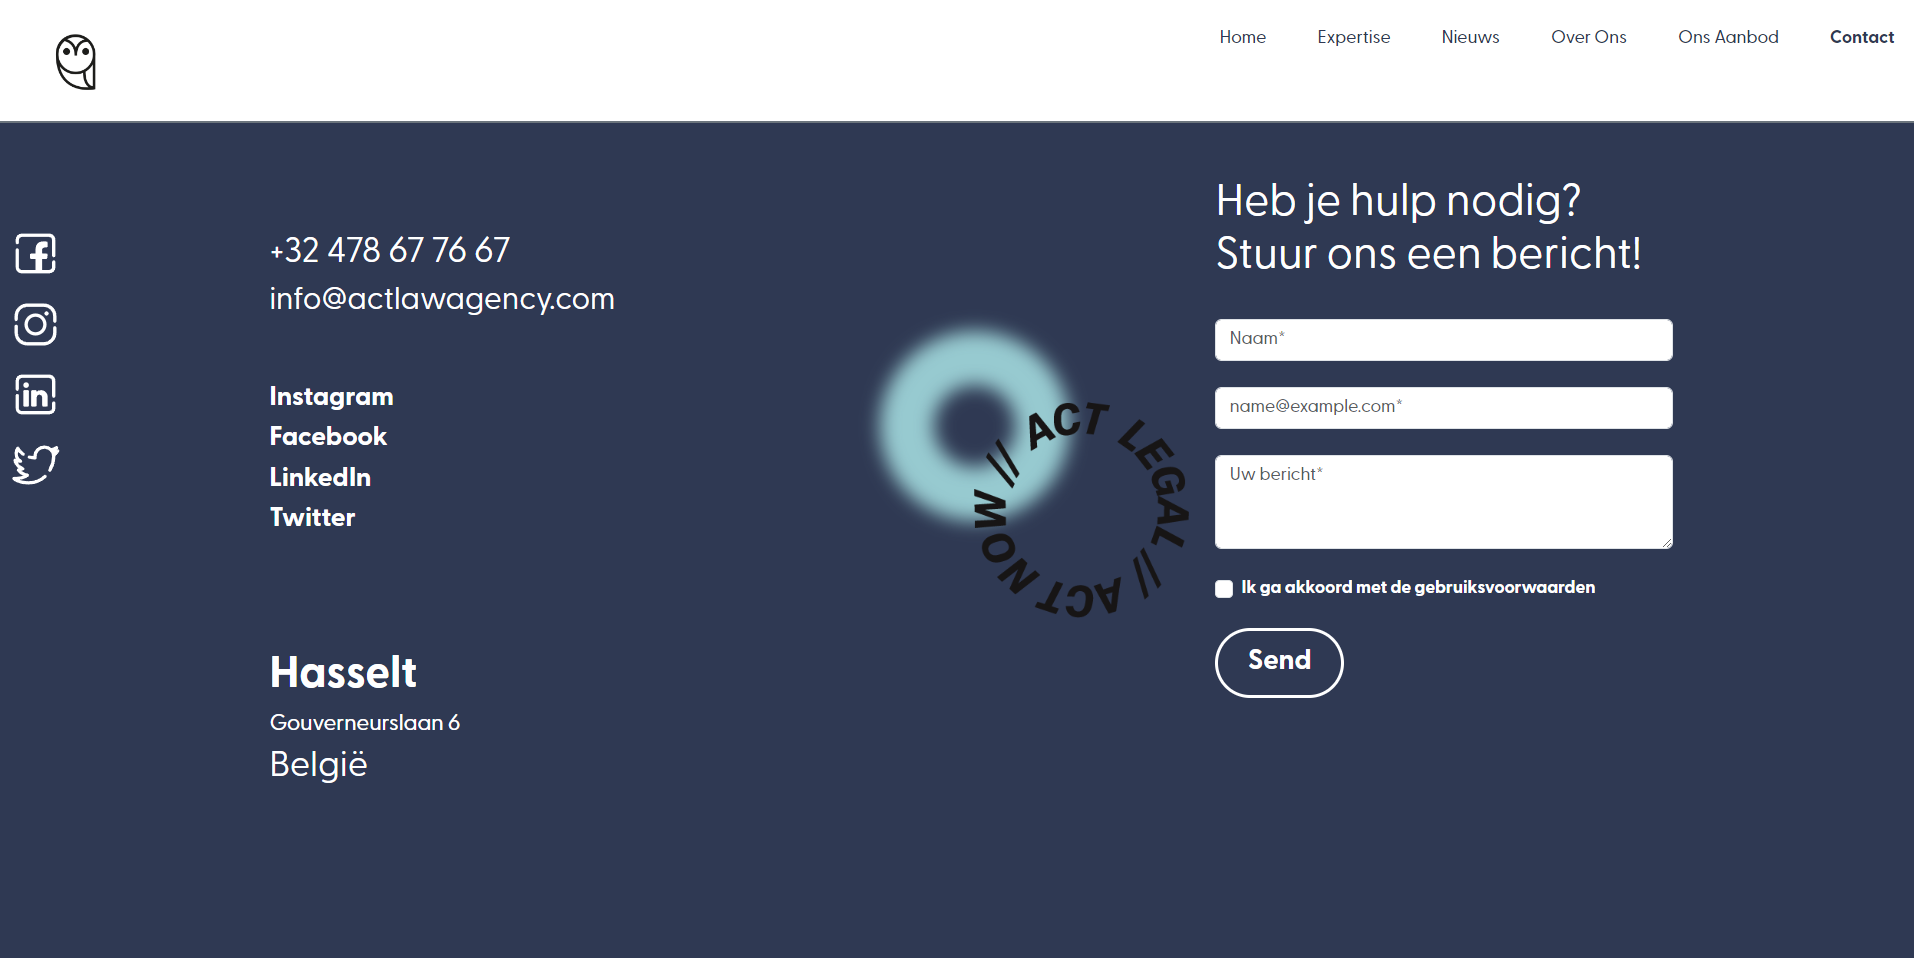 Home Expertise Nieuws Over Ons Ons Aanbod Contact
+32 478 67 76 67
info@actlawagency.com
Instagram
Facebook
LinkedIn
Twitter
Hasselt
Gouverneurslaan 6
België
// ACT LEGAL // ACT NOW
Heb je hulp nodig?
Stuur ons een bericht!
Naam*
name@example.com*
Uw bericht*
Ik ga akkoord met de gebruiksvoorwaarden
Send